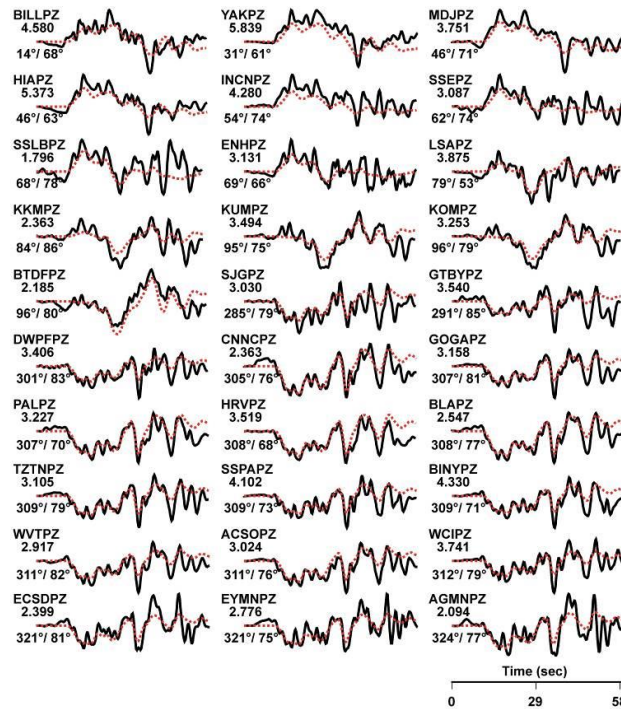 BILLPZ
4.580
14°/ 68°
YAKPZ
5.839
31°/ 61°
MDJPZ
3.751
46°/ 71°
HIAPZ
5.373
46°/ 63°
INCNPZ
4.280
54°/ 74°
SSEPZ
3.087
62°/ 74°
SSLBPZ
1.796
68°/ 78°
ENHPZ
3.131
69°/ 66°
LSAPZ
3.875
79°/ 53°
KKMPZ
2.363
84°/ 86°
KUMPZ
3.494
95°/ 75°
KOMPZ
3.253
96°/ 79°
BTDFPZ
2.185
96°/ 80°
SJGPZ
3.030
285°/ 79°
GTBYPZ
3.540
291°/ 85°
DWPFPZ
3.406
301°/ 83°
CNNCPZ
2.363
305°/ 76°
GOGAPZ
3.158
307°/ 81°
PALPZ
3.227
307°/ 70°
HRVPZ
3.519
308°/ 68°
BLAPZ
2.547
308°/ 77°
TZTNPZ
3.105
309°/ 79°
SSPAPZ
4.102
309°/ 73°
BINYPZ
4.330
309°/ 71°
WVTPZ
2.917
311°/ 82°
ACSOPZ
3.024
311°/ 76°
WCIPZ
3.741
312°/ 79°
ECSDPZ
2.399
321°/ 81°
EYMNPZ
2.776
321°/ 75°
AGMNPZ
2.094
324°/ 77°
Time (sec)
0 29 58